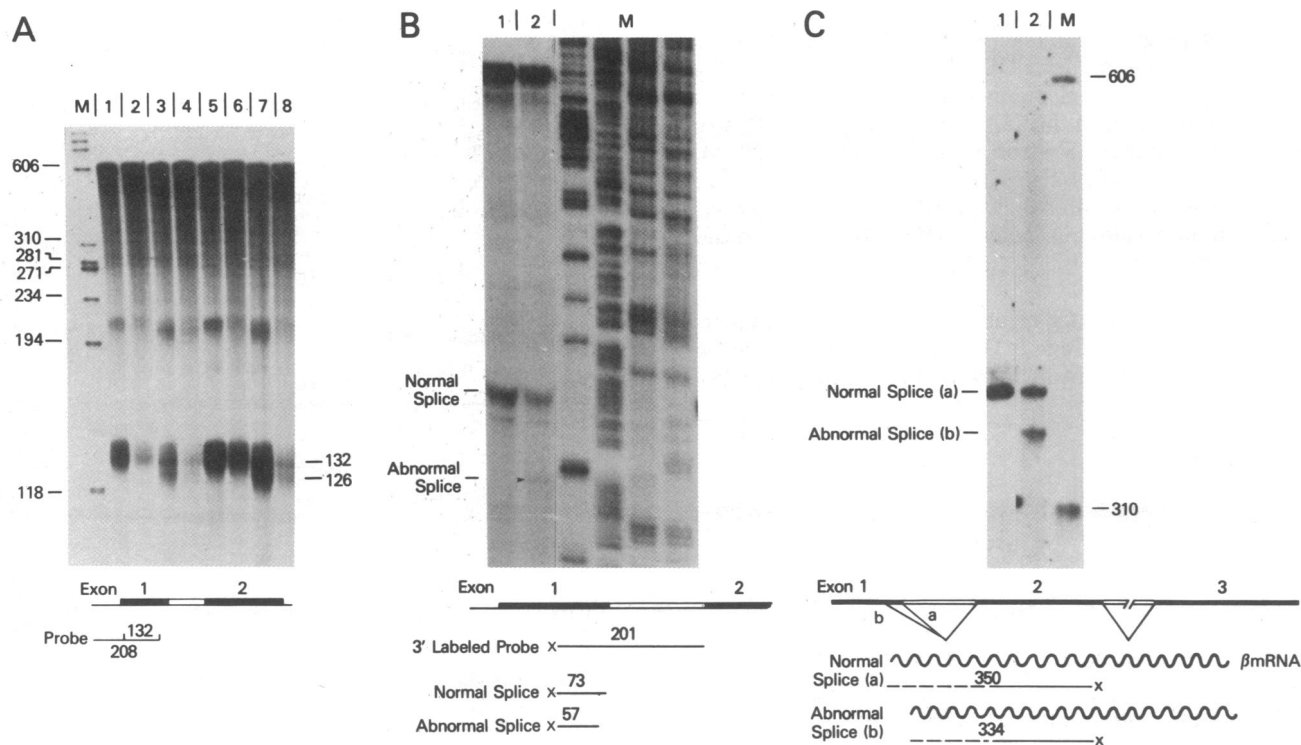 A
M | 1 | 2 | 3 | 4 | 5 | 6 | 7 | 8
606
310
281
271
234
194
132
126
118
Exon 1 2
Probe 132
208
B
1 | 2 | M
Normal
Splice
Abnormal
Splice
Exon 1 2
201
3' Labeled Probe x
73
Normal Splice x
57
Abnormal Splice x
C
1 | 2 | M
606
Normal Splice (a)
Abnormal Splice (b)
310
Exon 1 2 3
b a
Normal βmRNA
Splice (a) 350 x
Abnormal
Splice (b) 334 x